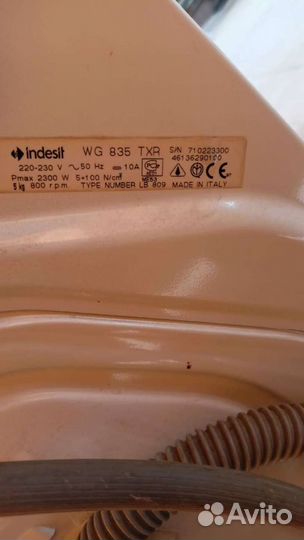 indesit WG 835 TXR S/N 710223300
46136290100
220-230 V ~ 50 Hz 10A
Pmax. 2300 W 5÷100 N/cm²
5 kg 800 r.p.m. TYPE NUMBER LB 809 MADE IN ITALY
Avito